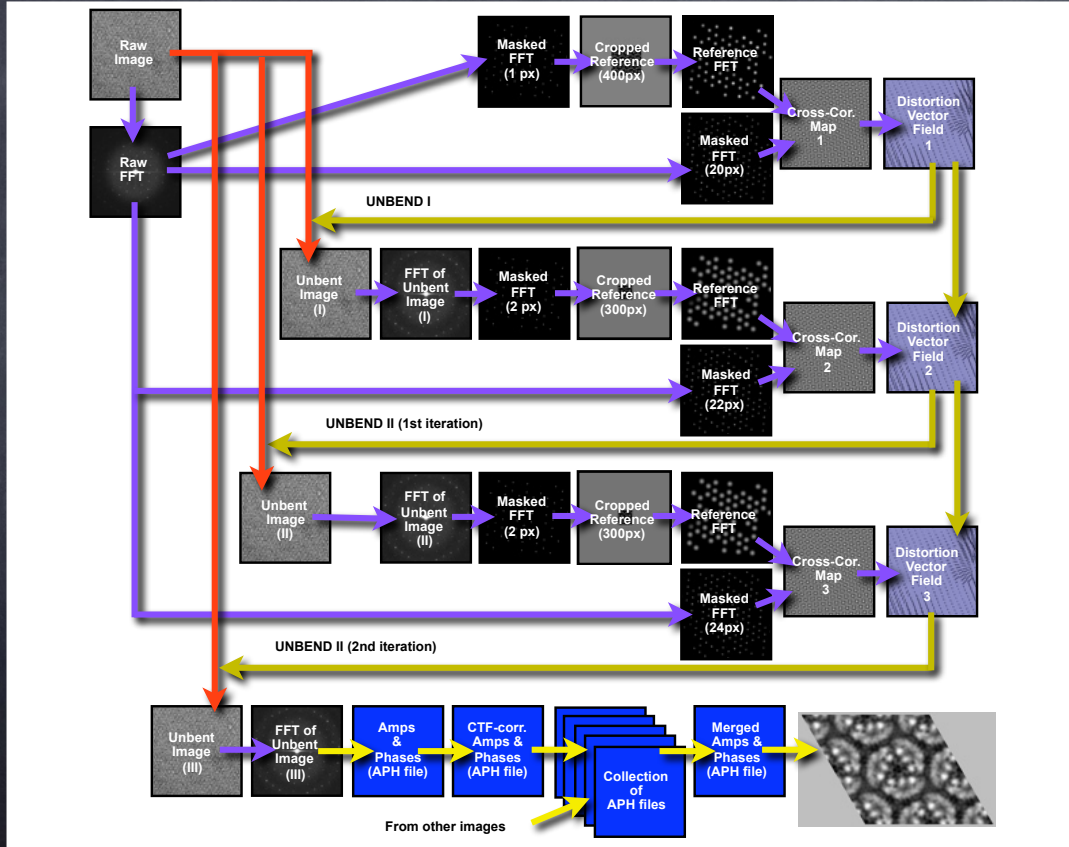 Raw
Image
Masked
FFT
(1 px)
Cropped
Reference
(400px)
Reference
FFT
Raw
FFT
Masked
FFT
(20px)
Cross-Cor.
Map
1
Distortion
Vector
Field
1
UNBEND I
Unbent
Image
(I)
FFT of
Unbent
Image
(I)
Masked
FFT
(2 px)
Cropped
Reference
(300px)
Reference
FFT
Masked
FFT
(22px)
Cross-Cor.
Map
2
Distortion
Vector
Field
2
UNBEND II (1st iteration)
Unbent
Image
(II)
FFT of
Unbent
Image
(II)
Masked
FFT
(2 px)
Cropped
Reference
(300px)
Reference
FFT
Masked
FFT
(24px)
Cross-Cor.
Map
3
Distortion
Vector
Field
3
UNBEND II (2nd iteration)
Unbent
Image
(III)
FFT of
Unbent
Image
(III)
Amps
&
Phases
(APH file)
CTF-corr.
Amps &
Phases
(APH file)
Collection
of
APH files
Merged
Amps &
Phases
(APH file)
From other images